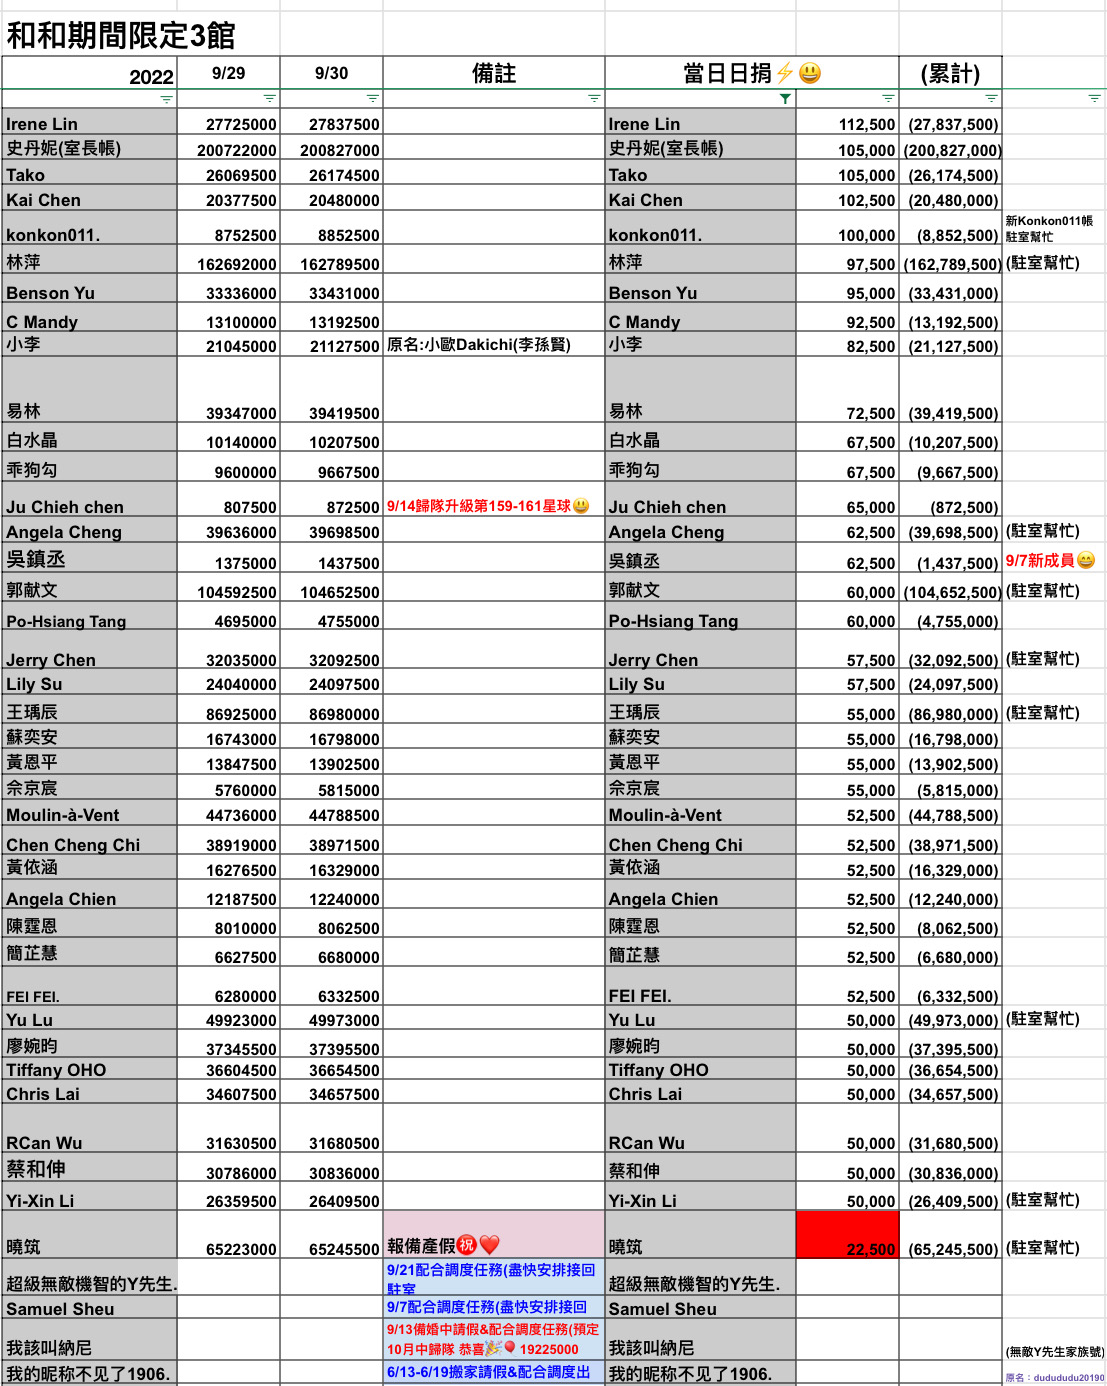 和和期間限定3館
2022 9/29 9/30 備註 當日日捐⚡😃 (累計)
Irene Lin 27725000 27837500 Irene Lin 112,500 (27,837,500)
史丹妮(室長帳) 200722000 200827000 史丹妮(室長帳) 105,000 (200,827,000)
Tako 26069500 26174500 Tako 105,000 (26,174,500)
Kai Chen 20377500 20480000 Kai Chen 102,500 (20,480,000)
新Konkon011帳
konkon011. 8752500 8852500 konkon011. 100,000 (8,852,500) 駐室幫忙
林萍 162692000 162789500 林萍 97,500 (162,789,500) (駐室幫忙)
Benson Yu 33336000 33431000 Benson Yu 95,000 (33,431,000)
C Mandy 13100000 13192500 C Mandy 92,500 (13,192,500)
小李 21045000 21127500 原名:小歐Dakichi(李孫賢) 小李 82,500 (21,127,500)
易林 39347000 39419500 易林 72,500 (39,419,500)
白水晶 10140000 10207500 白水晶 67,500 (10,207,500)
乖狗勾 9600000 9667500 乖狗勾 67,500 (9,667,500)
Ju Chieh chen 807500 872500 9/14歸隊升級第159-161星球😃 Ju Chieh chen 65,000 (872,500)
Angela Cheng 39636000 39698500 Angela Cheng 62,500 (39,698,500) (駐室幫忙)
吳鎮丞 1375000 1437500 吳鎮丞 62,500 (1,437,500) 9/7新成員😄
郭献文 104592500 104652500 郭献文 60,000 (104,652,500) (駐室幫忙)
Po-Hsiang Tang 4695000 4755000 Po-Hsiang Tang 60,000 (4,755,000)
Jerry Chen 32035000 32092500 Jerry Chen 57,500 (32,092,500) (駐室幫忙)
Lily Su 24040000 24097500 Lily Su 57,500 (24,097,500)
王瑀辰 86925000 86980000 王瑀辰 55,000 (86,980,000) (駐室幫忙)
蘇奕安 16743000 16798000 蘇奕安 55,000 (16,798,000)
黃恩平 13847500 13902500 黃恩平 55,000 (13,902,500)
佘京宸 5760000 5815000 佘京宸 55,000 (5,815,000)
Moulin-à-Vent 44736000 44788500 Moulin-à-Vent 52,500 (44,788,500)
Chen Cheng Chi 38919000 38971500 Chen Cheng Chi 52,500 (38,971,500)
黃依涵 16276500 16329000 黃依涵 52,500 (16,329,000)
Angela Chien 12187500 12240000 Angela Chien 52,500 (12,240,000)
陳霆恩 8010000 8062500 陳霆恩 52,500 (8,062,500)
簡芷慧 6627500 6680000 簡芷慧 52,500 (6,680,000)
FEI FEI. 6280000 6332500 FEI FEI. 52,500 (6,332,500)
Yu Lu 49923000 49973000 Yu Lu 50,000 (49,973,000) (駐室幫忙)
廖婉昀 37345500 37395500 廖婉昀 50,000 (37,395,500)
Tiffany OHO 36604500 36654500 Tiffany OHO 50,000 (36,654,500)
Chris Lai 34607500 34657500 Chris Lai 50,000 (34,657,500)
RCan Wu 31630500 31680500 RCan Wu 50,000 (31,680,500)
蔡和伸 30786000 30836000 蔡和伸 50,000 (30,836,000)
Yi-Xin Li 26359500 26409500 Yi-Xin Li 50,000 (26,409,500) (駐室幫忙)
曉筑 65223000 65245500 報備產假㊗️❤️ 曉筑 22,500 (65,245,500) (駐室幫忙)
9/21配合調度任務(盡快安排接回
超級無敵機智的Y先生. 駐室 超級無敵機智的Y先生.
Samuel Sheu 9/7配合調度任務(盡快安排接回 Samuel Sheu
9/13備婚中請假&配合調度任務(預定
我該叫納尼 10月中歸隊 恭喜🎉🎈 19225000 我該叫納尼 (無敵Y先生家族號)
我的昵称不见了1906. 6/13-6/19搬家請假&配合調度出 我的昵称不见了1906. 原名：dudududu20190